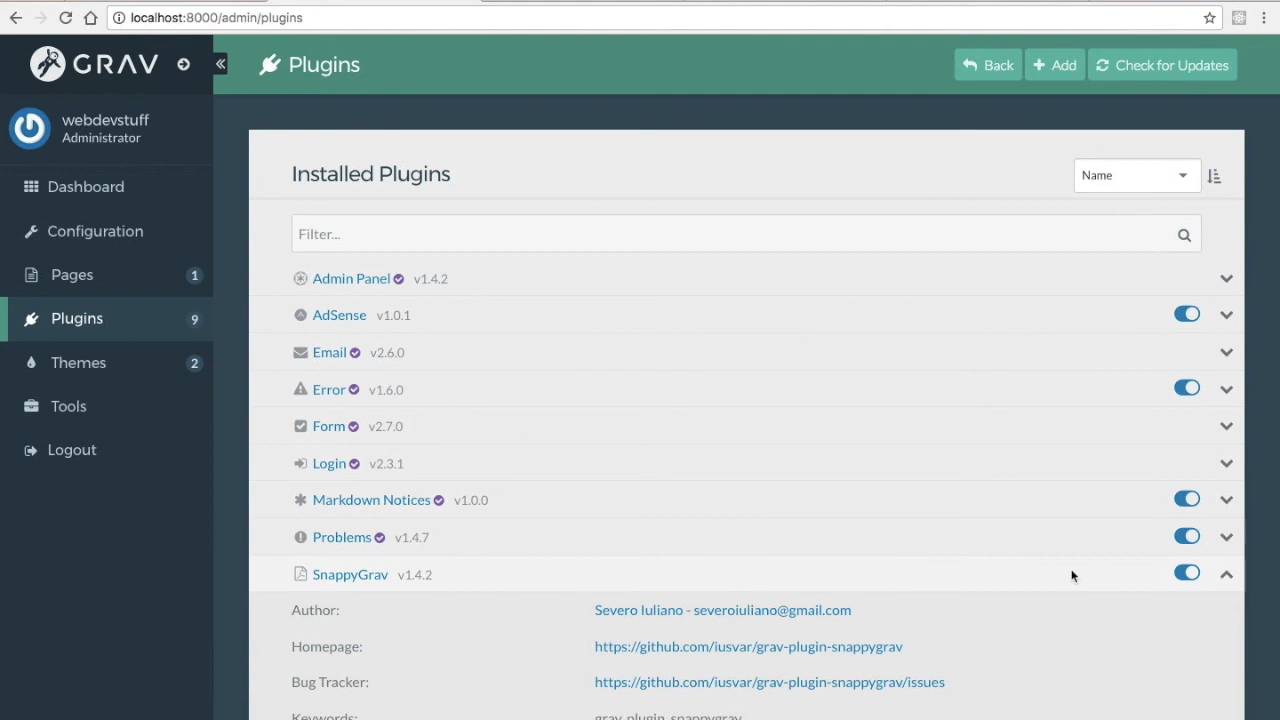 localhost:8000/admin/plugins
GRAV
Plugins
Back
Add
Check for Updates
webdevstuff
Administrator
Dashboard
Configuration
Pages 1
Plugins 9
Themes 2
Tools
Logout
Installed Plugins
Name
Filter...
Admin Panel v1.4.2
AdSense v1.0.1
Email v2.6.0
Error v1.6.0
Form v2.7.0
Login v2.3.1
Markdown Notices v1.0.0
Problems v1.4.7
SnappyGrav v1.4.2
Author: Severo Iuliano - severoiuliano@gmail.com
Homepage: https://github.com/iusvar/grav-plugin-snappygrav
Bug Tracker: https://github.com/iusvar/grav-plugin-snappygrav/issues
Keywords: grav, plugin, snappygrav